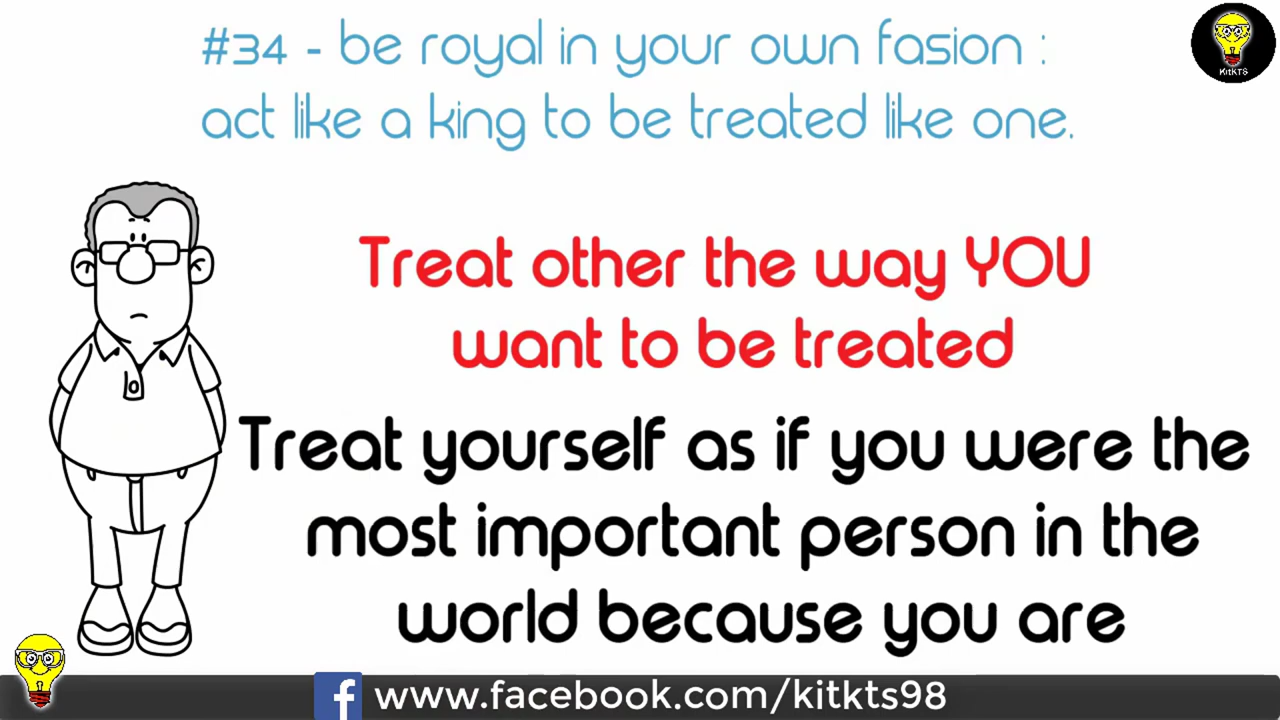 #34 - be royal in your own fasion :
act like a king to be treated like one.
KitKTS
Treat other the way YOU
want to be treated
Treat yourself as if you were the
most important person in the
world because you are
f www.facebook.com/kitkts98